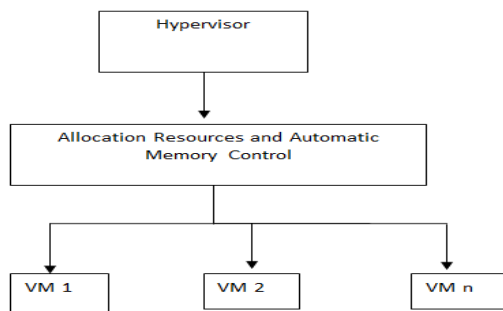 Hypervisor
Allocation Resources and Automatic
Memory Control
VM 1
VM 2
VM n